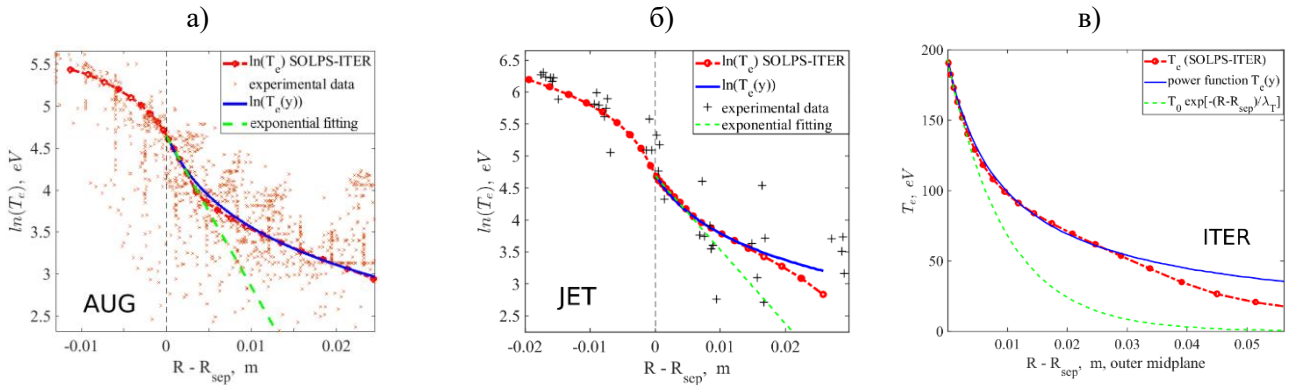 а)
б)
в)
ln(T_e) SOLPS-ITER
experimental data
ln(T_e(y))
exponential fitting
ln(T_e), eV
5.5
5
4.5
4
3.5
3
2.5
AUG
-0.01
0
0.01
0.02
R - R_sep, m
ln(T_e) SOLPS-ITER
experimental data
ln(T_e(y))
exponential fitting
ln(T_e), eV
6.5
6
5.5
5
4.5
4
3.5
3
2.5
JET
-0.02
-0.01
0
0.01
0.02
R - R_sep, m
T_e (SOLPS-ITER)
power function T_e(y)
T_0 exp[-(R-R_sep)/λ_T]
T_e, eV
200
150
100
50
0
ITER
0.01
0.02
0.03
0.04
0.05
R - R_sep, m, outer midplane